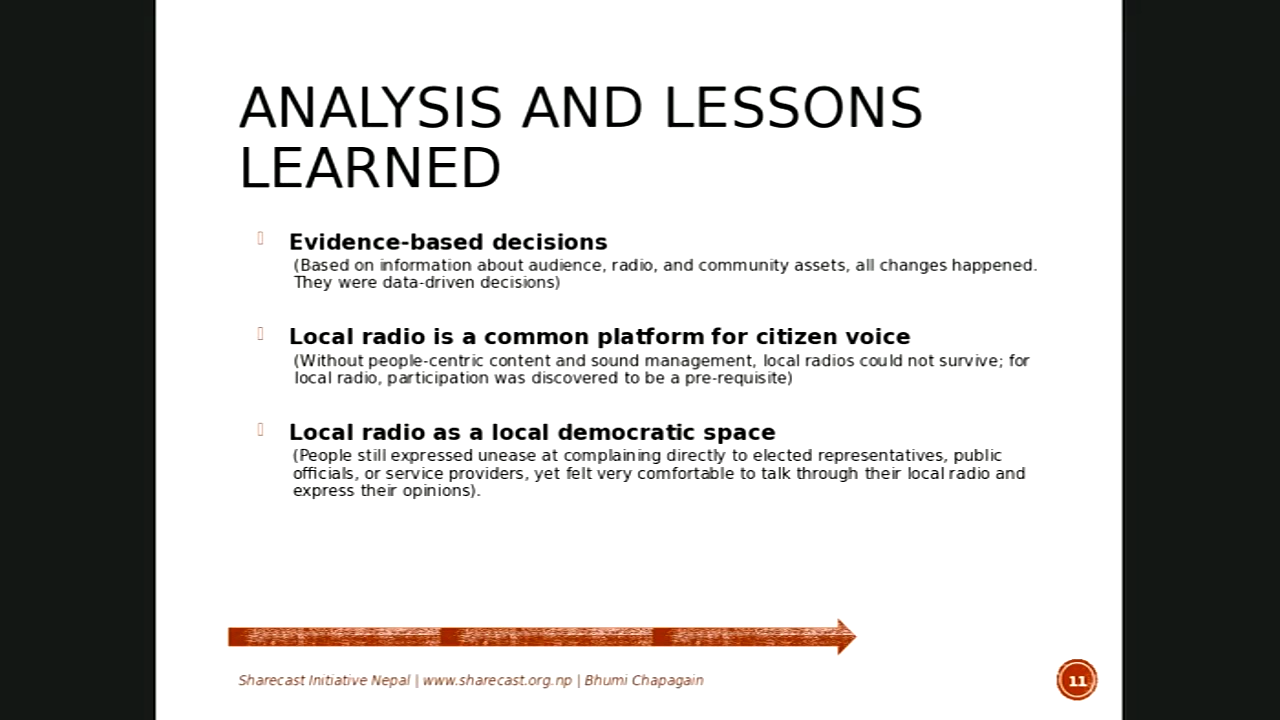 ANALYSIS AND LESSONS
LEARNED
Evidence-based decisions
(Based on information about audience, radio, and community assets, all changes happened.
They were data-driven decisions)
Local radio is a common platform for citizen voice
(Without people-centric content and sound management, local radios could not survive; for
local radio, participation was discovered to be a pre-requisite)
Local radio as a local democratic space
(People still expressed unease at complaining directly to elected representatives, public
officials, or service providers, yet felt very comfortable to talk through their local radio and
express their opinions).
Sharecast Initiative Nepal | www.sharecast.org.np | Bhumi Chapagain
11